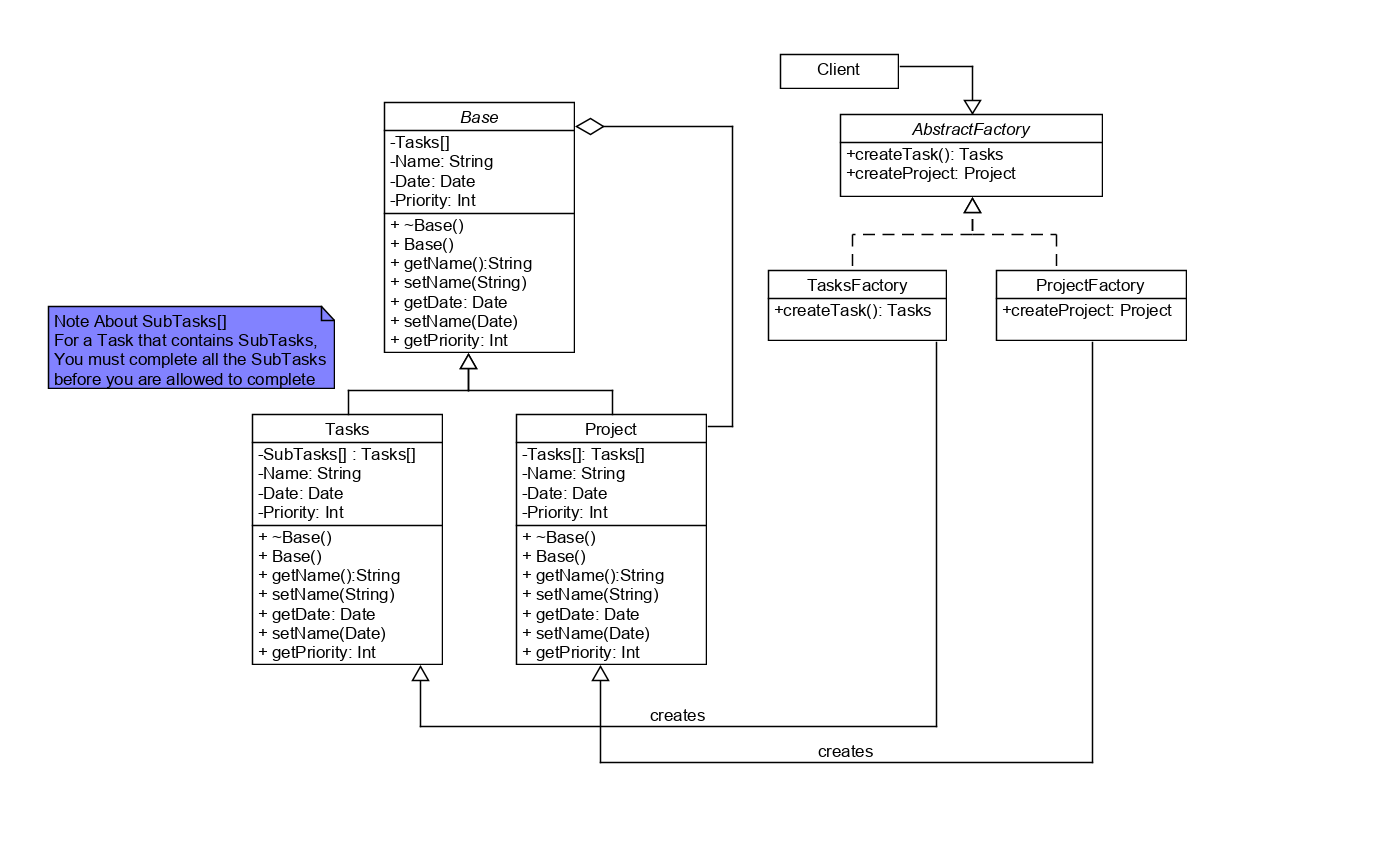 Client
Base
-Tasks[]
-Name: String
-Date: Date
-Priority: Int
+ ~Base()
+ Base()
+ getName():String
+ setName(String)
+ getDate: Date
+ setName(Date)
+ getPriority: Int
AbstractFactory
+createTask(): Tasks
+createProject: Project
TasksFactory
+createTask(): Tasks
ProjectFactory
+createProject: Project
Note About SubTasks[]
For a Task that contains SubTasks,
You must complete all the SubTasks
before you are allowed to complete
Tasks
-SubTasks[] : Tasks[]
-Name: String
-Date: Date
-Priority: Int
+ ~Base()
+ Base()
+ getName():String
+ setName(String)
+ getDate: Date
+ setName(Date)
+ getPriority: Int
Project
-Tasks[]: Tasks[]
-Name: String
-Date: Date
-Priority: Int
+ ~Base()
+ Base()
+ getName():String
+ setName(String)
+ getDate: Date
+ setName(Date)
+ getPriority: Int
creates
creates